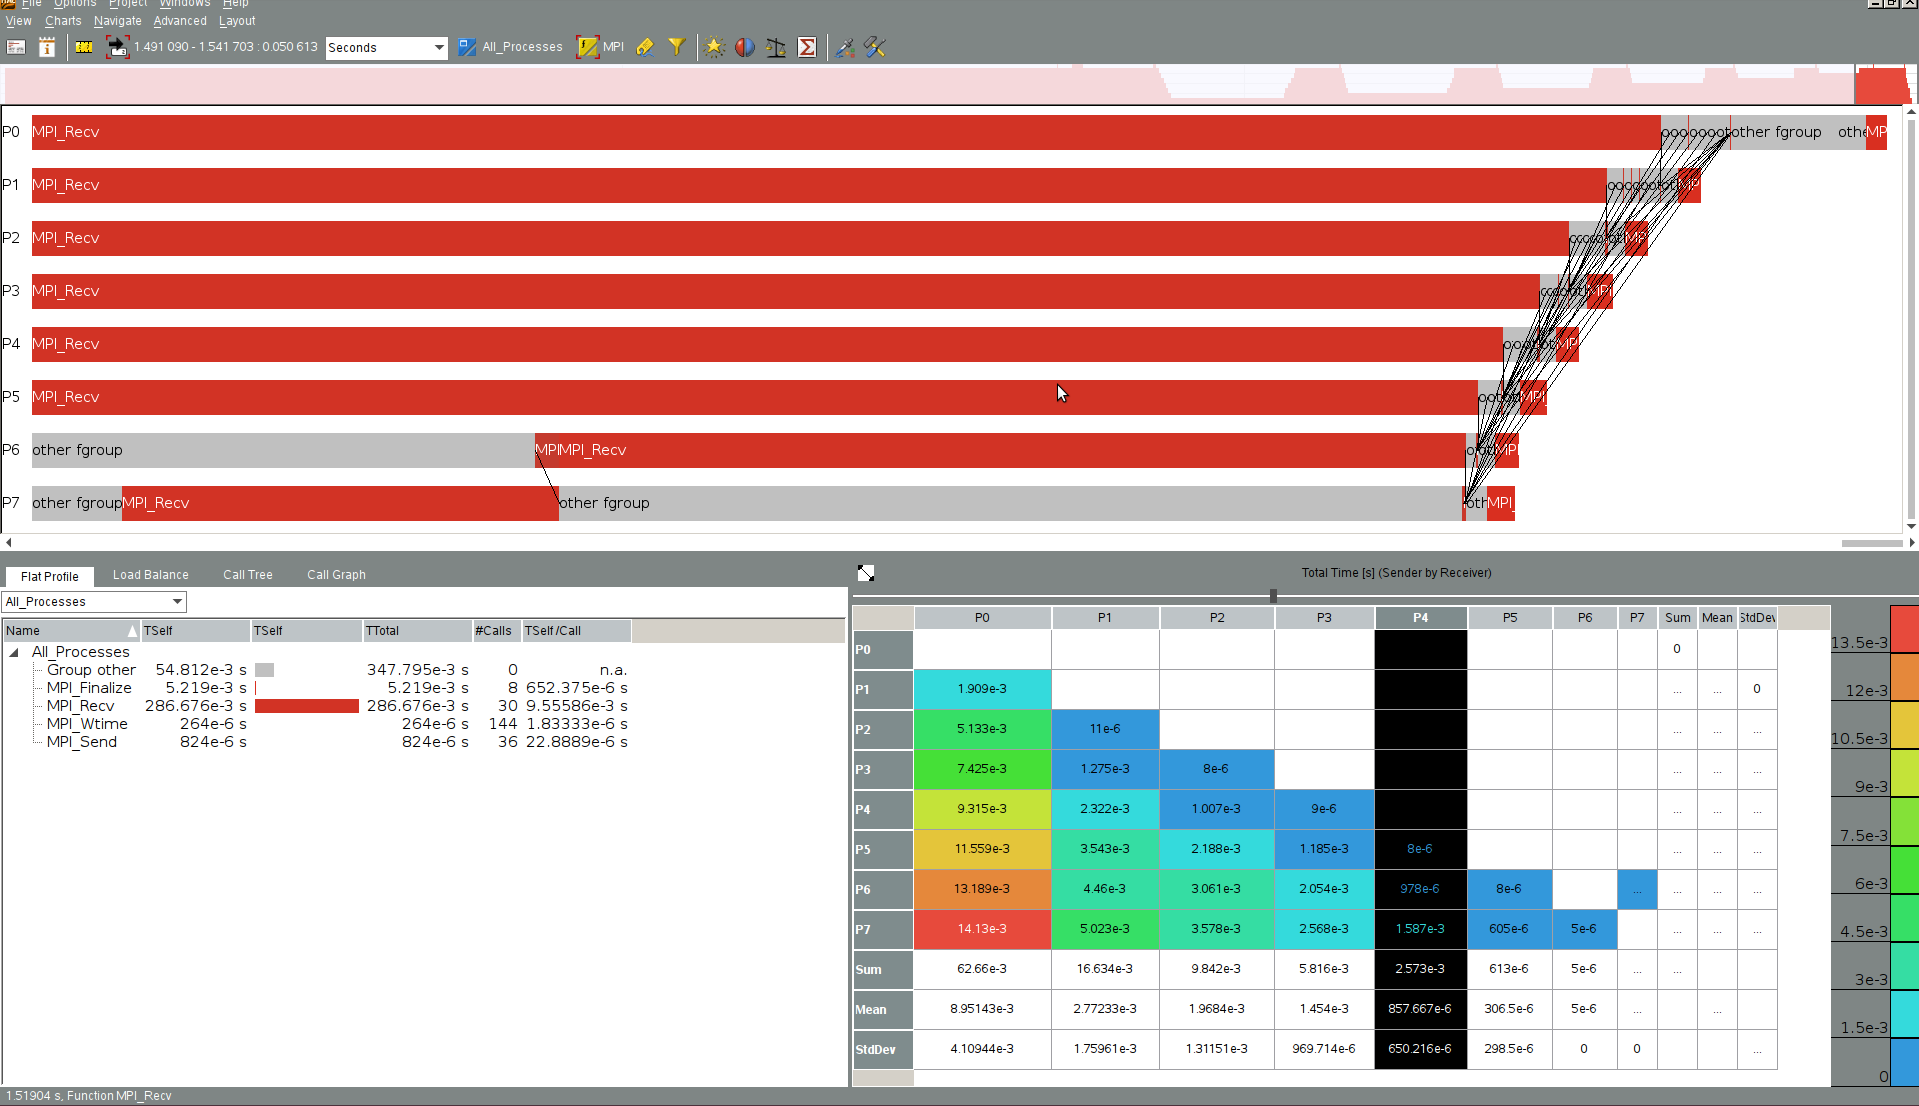 File Options Project Windows Help
View Charts Navigate Advanced Layout
1.491 090 - 1.541 703 : 0.050 613 Seconds All_Processes MPI
P0 MPI_Recv other fgroup othe MP
P1 MPI_Recv MP
P2 MPI_Recv MP
P3 MPI_Recv MPI
P4 MPI_Recv MP
P5 MPI_Recv MPI_
P6 other fgroup MPI MPI_Recv MPI
P7 other fgroup MPI_Recv other fgroup oth MPI_
Flat Profile Load Balance Call Tree Call Graph
All_Processes
Name TSelf TSelf TTotal #Calls TSelf/Call
All_Processes
Group other 54.812e-3 s 347.795e-3 s 0 n.a.
MPI_Finalize 5.219e-3 s 5.219e-3 s 8 652.375e-6 s
MPI_Recv 286.676e-3 s 286.676e-3 s 30 9.55586e-3 s
MPI_Wtime 264e-6 s 264e-6 s 144 1.83333e-6 s
MPI_Send 824e-6 s 824e-6 s 36 22.8889e-6 s
Total Time [s] (Sender by Receiver)
P0 P1 P2 P3 P4 P5 P6 P7 Sum Mean StdDev
P0 0
P1 1.909e-3 ... ... 0
P2 5.133e-3 11e-6 ... ... ...
P3 7.425e-3 1.275e-3 8e-6 ... ... ...
P4 9.315e-3 2.322e-3 1.007e-3 9e-6 ... ... ...
P5 11.559e-3 3.543e-3 2.188e-3 1.185e-3 8e-6 ... ... ...
P6 13.189e-3 4.46e-3 3.061e-3 2.054e-3 978e-6 8e-6 ... ... ... ...
P7 14.13e-3 5.023e-3 3.578e-3 2.568e-3 1.587e-3 605e-6 5e-6 ... ... ...
Sum 62.66e-3 16.634e-3 9.842e-3 5.816e-3 2.573e-3 613e-6 5e-6 ... ...
Mean 8.95143e-3 2.77233e-3 1.9684e-3 1.454e-3 857.667e-6 306.5e-6 5e-6 ... ...
StdDev 4.10944e-3 1.75961e-3 1.31151e-3 969.714e-6 650.216e-6 298.5e-6 0 0 ...
13.5e-3
12e-3
10.5e-3
9e-3
7.5e-3
6e-3
4.5e-3
3e-3
1.5e-3
0
1.51904 s, Function MPI_Recv